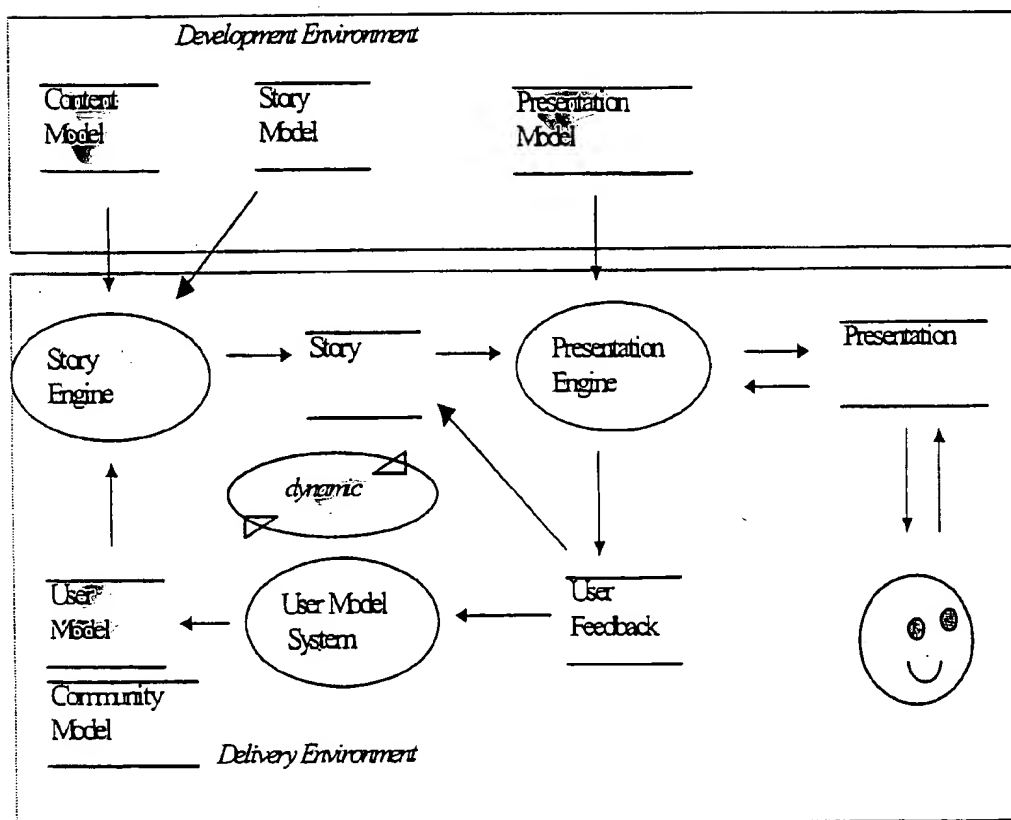 Development Environment
Content
Model
Story
Model
Presentation
Model
Story
Engine
Story
Presentation
Engine
Presentation
dynamic
User
Model
User Model
System
User
Feedback
Community
Model
Delivery Environment